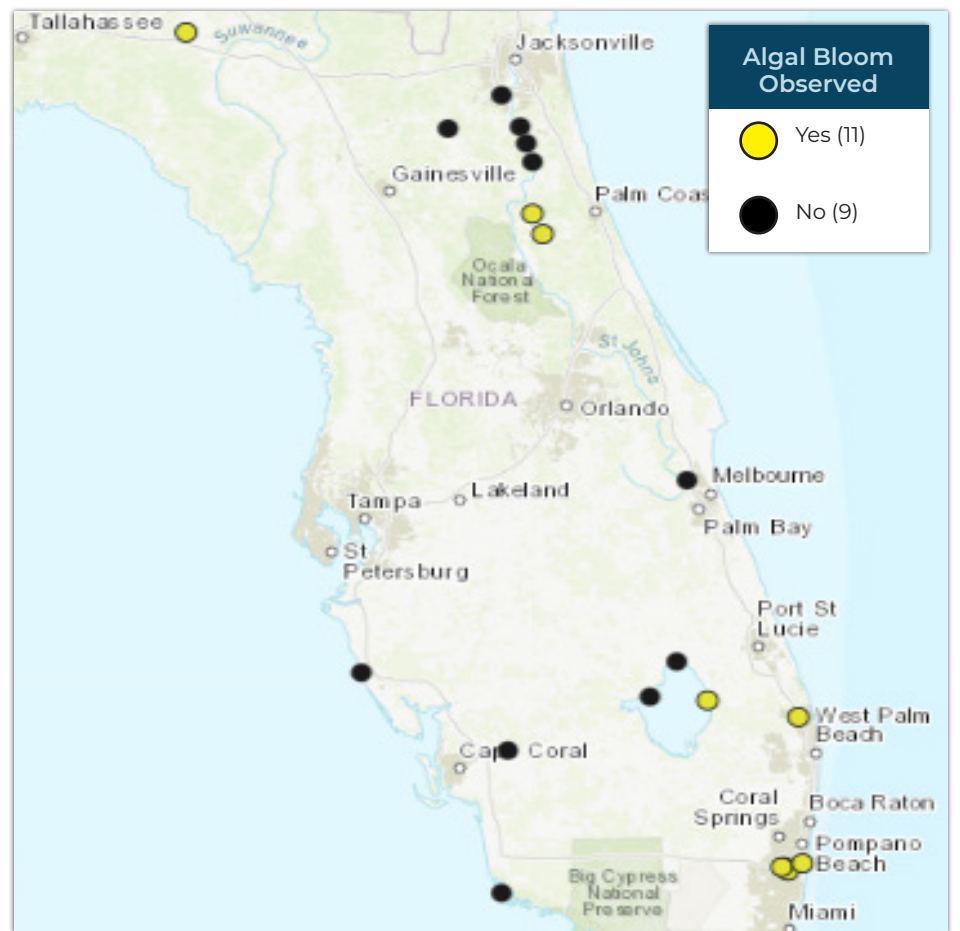 Tallahassee
Suwannee
Jacksonville
Algal Bloom
Observed
Yes (11)
No (9)
Gainesville
Palm Coas
Ocala
National
Forest
St Johns
FLORIDA
Orlando
Melbourne
Lakeland
Tampa
Palm Bay
St
Petersburg
Port St
Lucie
West Palm
Beach
Cap Coral
Coral
Springs
Boca Raton
Pompano
Beach
Big Cypress
National
Preserve
Miami